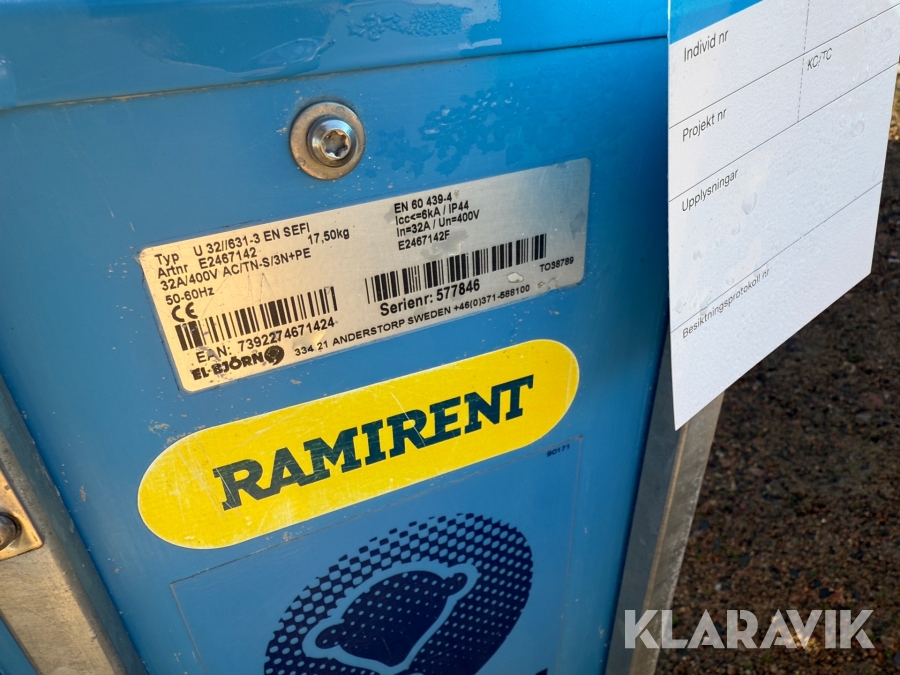 Typ U 32//631-3 EN SEFI
Artnr E2467142 17,50kg
32A/400V AC/TN-S/3N+PE
50-60Hz
CE
EAN: 7392274671424
EN 60 439-4
Icc<=6kA / IP44
In=32A / Un=400V
E2467142F
TO38789
Serienr: 577846
EL-BJÖRN 334 21 ANDERSTORP SWEDEN +46(0)371-588100
RAMIRENT
90171
Individ nr
KC/TC
Projekt nr
Upplysningar
Besiktningsprotokoll nr
KLARAVIK